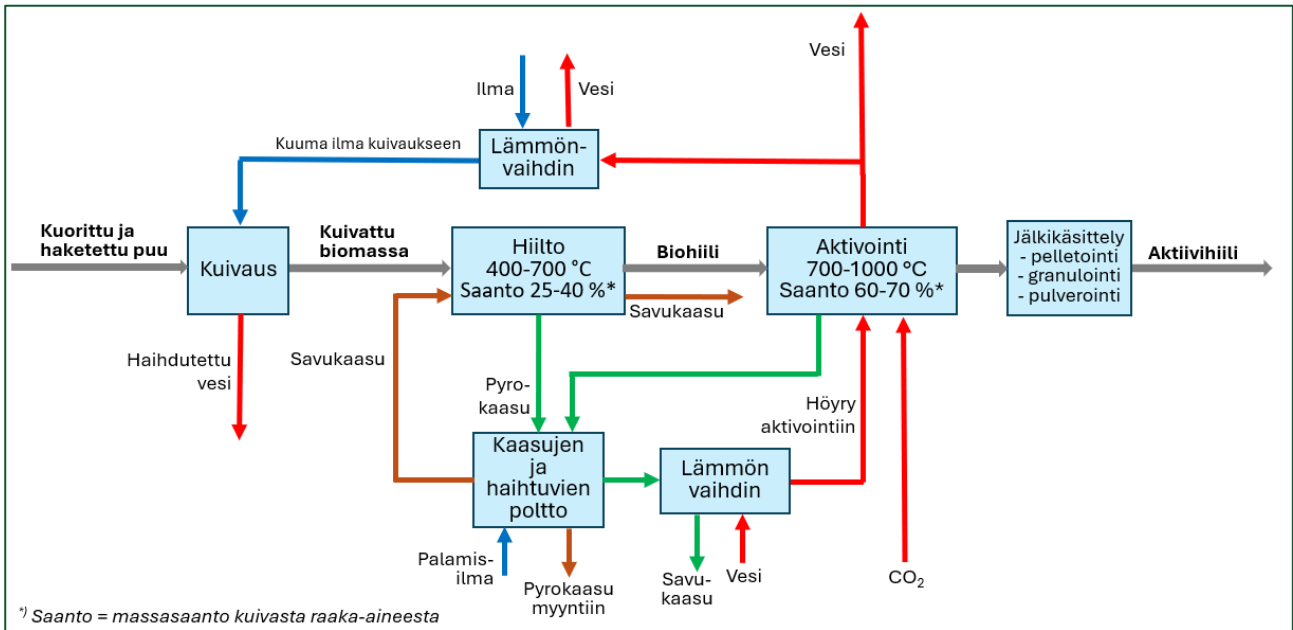 Vesi
Ilma
Vesi
Kuuma ilma kuivaukseen
Lämmön-
vaihdin
Kuorittu ja
haketettu puu
Kuivaus
Kuivattu
biomassa
Hiilto
400-700 °C
Saanto 25-40 %*
Biohiili
Aktivointi
700-1000 °C
Saanto 60-70 %*
Jälkikäsittely
- pelletointi
- granulointi
- pulverointi
Aktiivihiili
Savukaasu
Haihdutettu
vesi
Savukaasu
Pyro-
kaasu
Höyry
aktivointiin
Kaasujen
ja
haihtuvien
poltto
Lämmön
vaihdin
Palamis-
ilma
Pyrokaasu
myyntiin
Savu-
kaasu
Vesi
CO₂
*) Saanto = massasaanto kuivasta raaka-aineesta